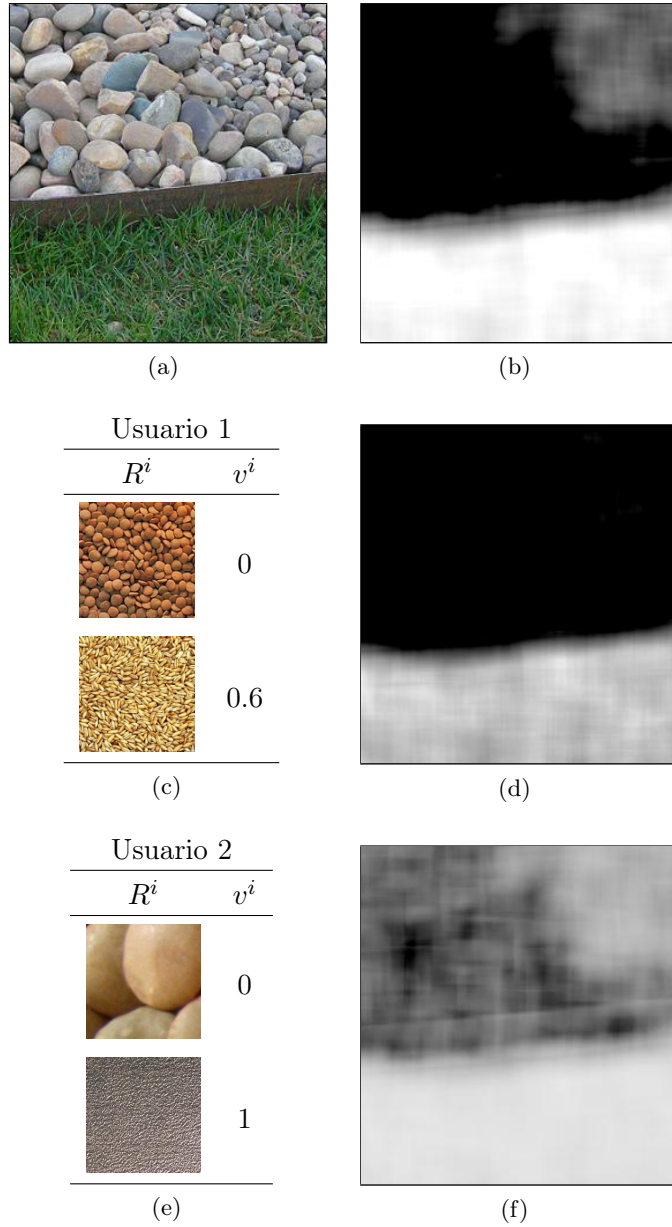 (a)
(b)
Usuario 1
R^i v^i
0
0.6
(c)
(d)
Usuario 2
R^i v^i
0
1
(e)
(f)